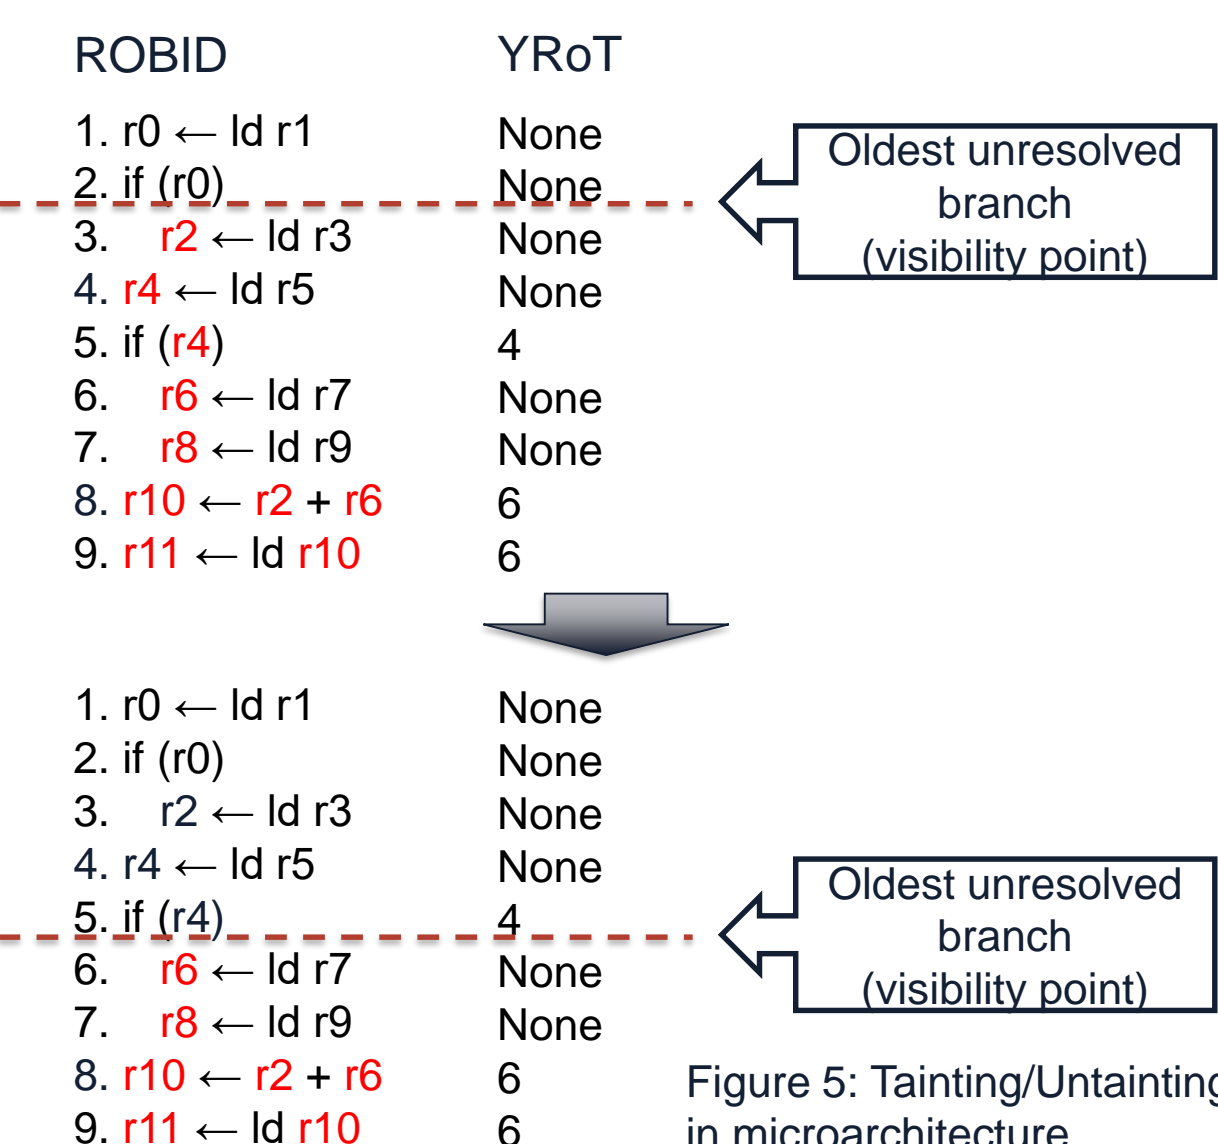 ROBID YRoT
1. r0 ← ld r1 None
2. if (r0) None
3. r2 ← ld r3 None
4. r4 ← ld r5 None
5. if (r4) 4
6. r6 ← ld r7 None
7. r8 ← ld r9 None
8. r10 ← r2 + r6 6
9. r11 ← ld r10 6
Oldest unresolved
branch
(visibility point)
1. r0 ← ld r1 None
2. if (r0) None
3. r2 ← ld r3 None
4. r4 ← ld r5 None
5. if (r4) 4
6. r6 ← ld r7 None
7. r8 ← ld r9 None
8. r10 ← r2 + r6 6
9. r11 ← ld r10 6
Oldest unresolved
branch
(visibility point)
Figure 5: Tainting/Untainting
in microarchitecture